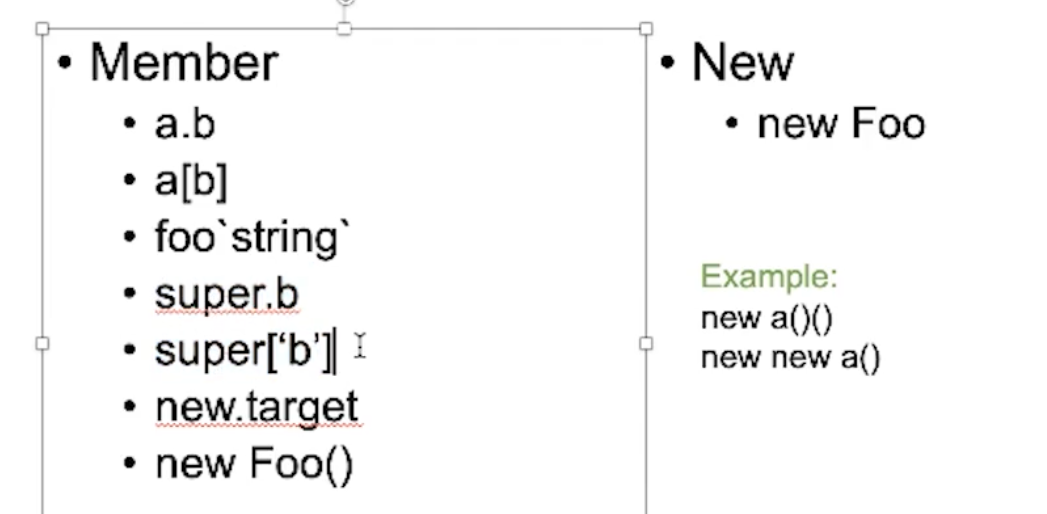 • Member
• a.b
• a[b]
• foo`string`
• super.b
• super[‘b’]
• new.target
• new Foo()
• New
• new Foo
Example:
new a()()
new new a()